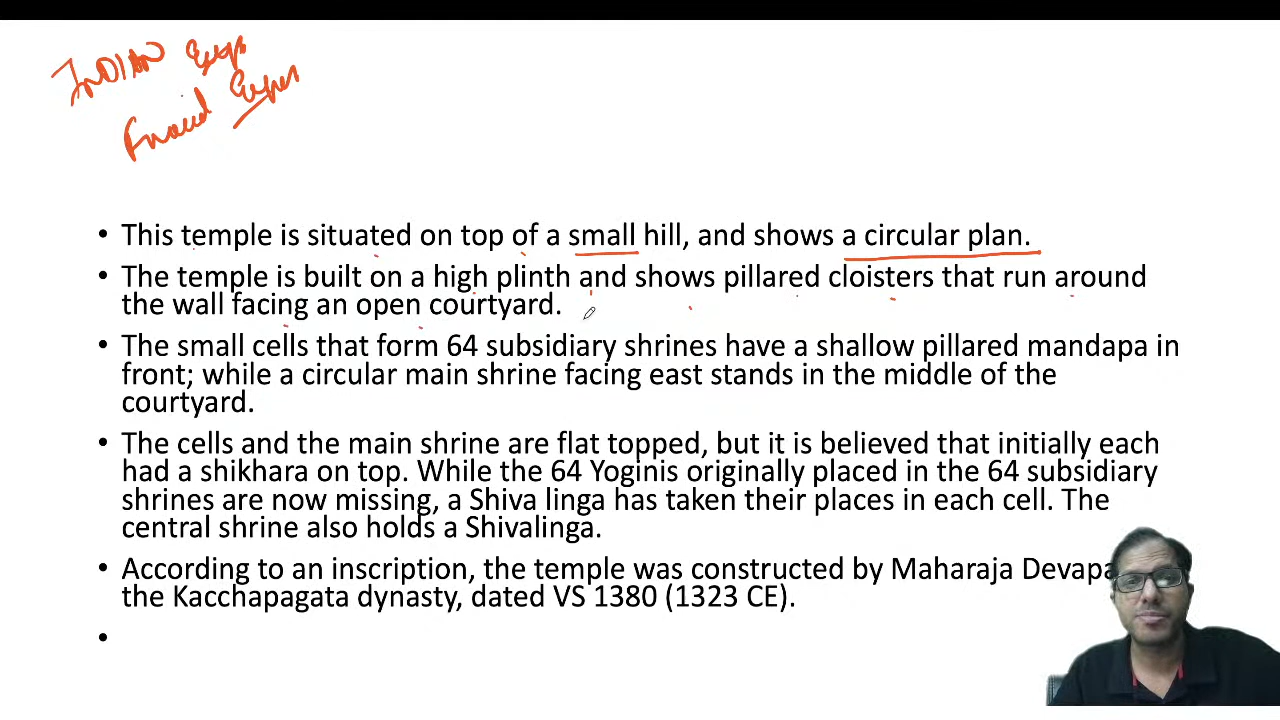 INDIAN
• This temple is situated on top of a small hill, and shows a circular plan.
• The temple is built on a high plinth and shows pillared cloisters that run around
the wall facing an open courtyard.
• The small cells that form 64 subsidiary shrines have a shallow pillared mandapa in
front; while a circular main shrine facing east stands in the middle of the
courtyard.
• The cells and the main shrine are flat topped, but it is believed that initially each
had a shikhara on top. While the 64 Yoginis originally placed in the 64 subsidiary
shrines are now missing, a Shiva linga has taken their places in each cell. The
central shrine also holds a Shivalinga.
• According to an inscription, the temple was constructed by Maharaja
the Kacchapagata dynasty, dated VS 1380 (1323 CE).
•